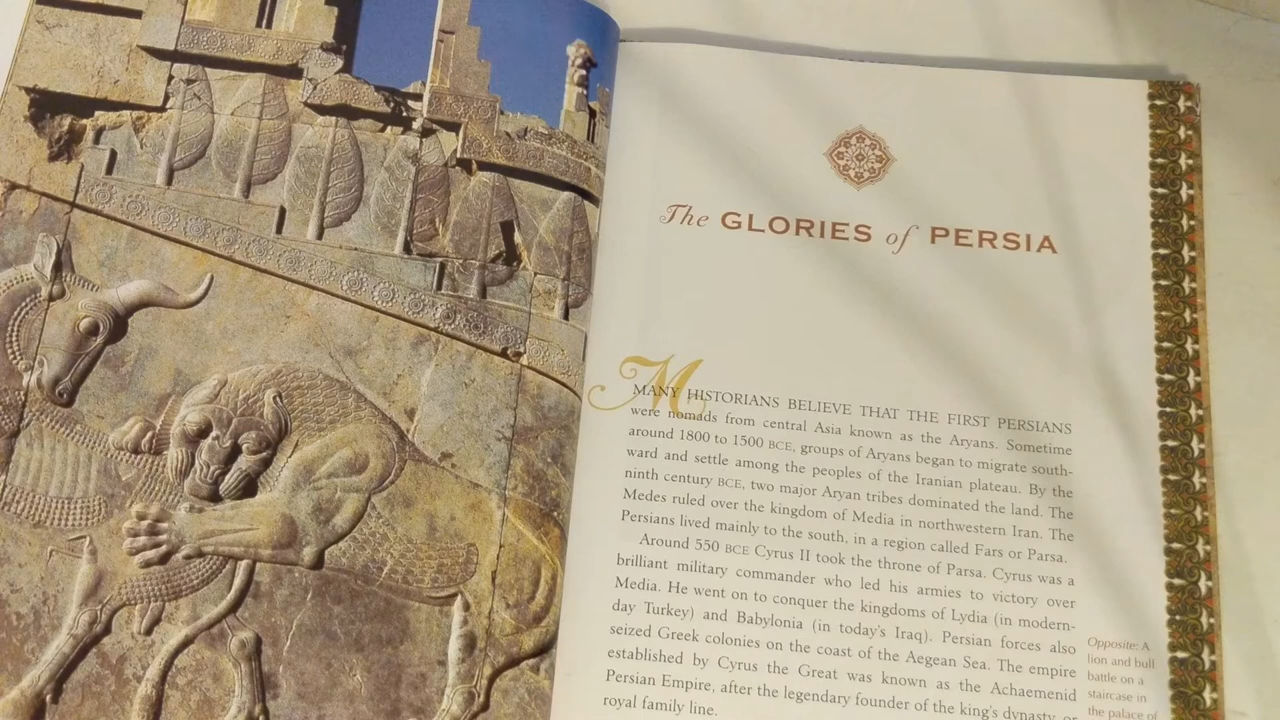 The GLORIES of PERSIA
MANY HISTORIANS BELIEVE THAT THE FIRST PERSIANS
were nomads from central Asia known as the Aryans. Sometime
around 1800 to 1500 BCE, groups of Aryans began to migrate south-
ward and settle among the peoples of the Iranian plateau. By the
ninth century BCE, two major Aryan tribes dominated the land. The
Medes ruled over the kingdom of Media in northwestern Iran. The
Persians lived mainly to the south, in a region called Fars or Parsa.
Around 550 BCE Cyrus II took the throne of Parsa. Cyrus was a
brilliant military commander who led his armies to victory over
Media. He went on to conquer the kingdoms of Lydia (in modern-
day Turkey) and Babylonia (in today's Iraq). Persian forces also
seized Greek colonies on the coast of the Aegean Sea. The empire
established by Cyrus the Great was known as the Achaemenid
Persian Empire, after the legendary founder of the king's dynasty, or
royal family line.
Opposite: A
lion and bull
battle on a
staircase in
the palace of